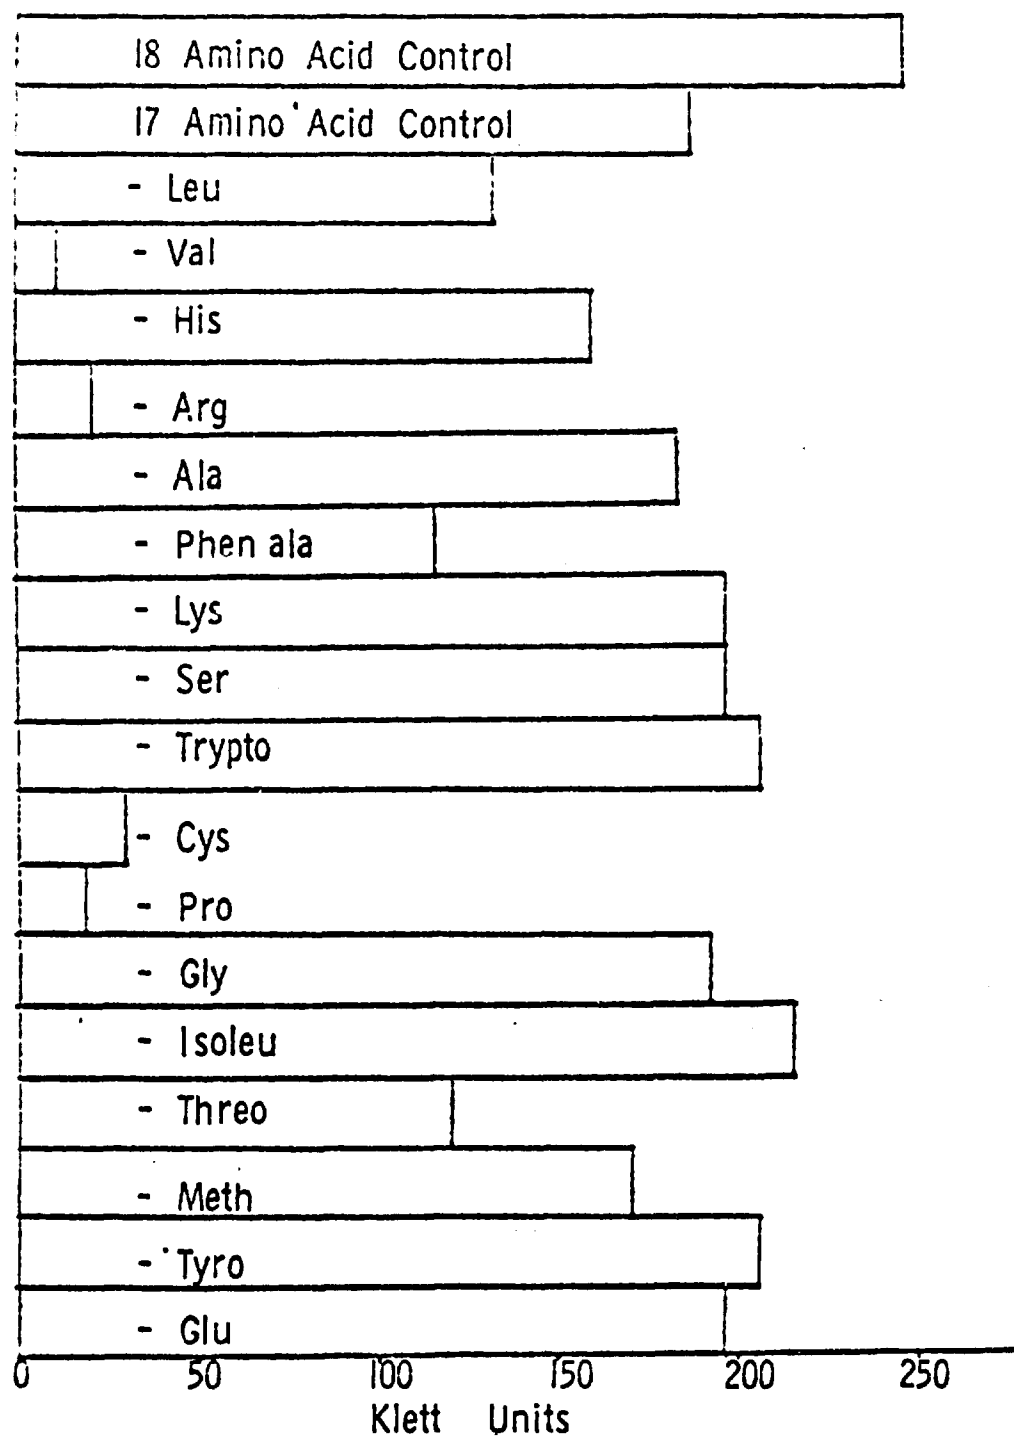 18 Amino Acid Control
17 Amino Acid Control
- Leu
- Val
- His
- Arg
- Ala
- Phen ala
- Lys
- Ser
- Trypto
- Cys
- Pro
- Gly
- Isoleu
- Threo
- Meth
- Tyro
- Glu
0 50 100 150 200 250
Klett Units